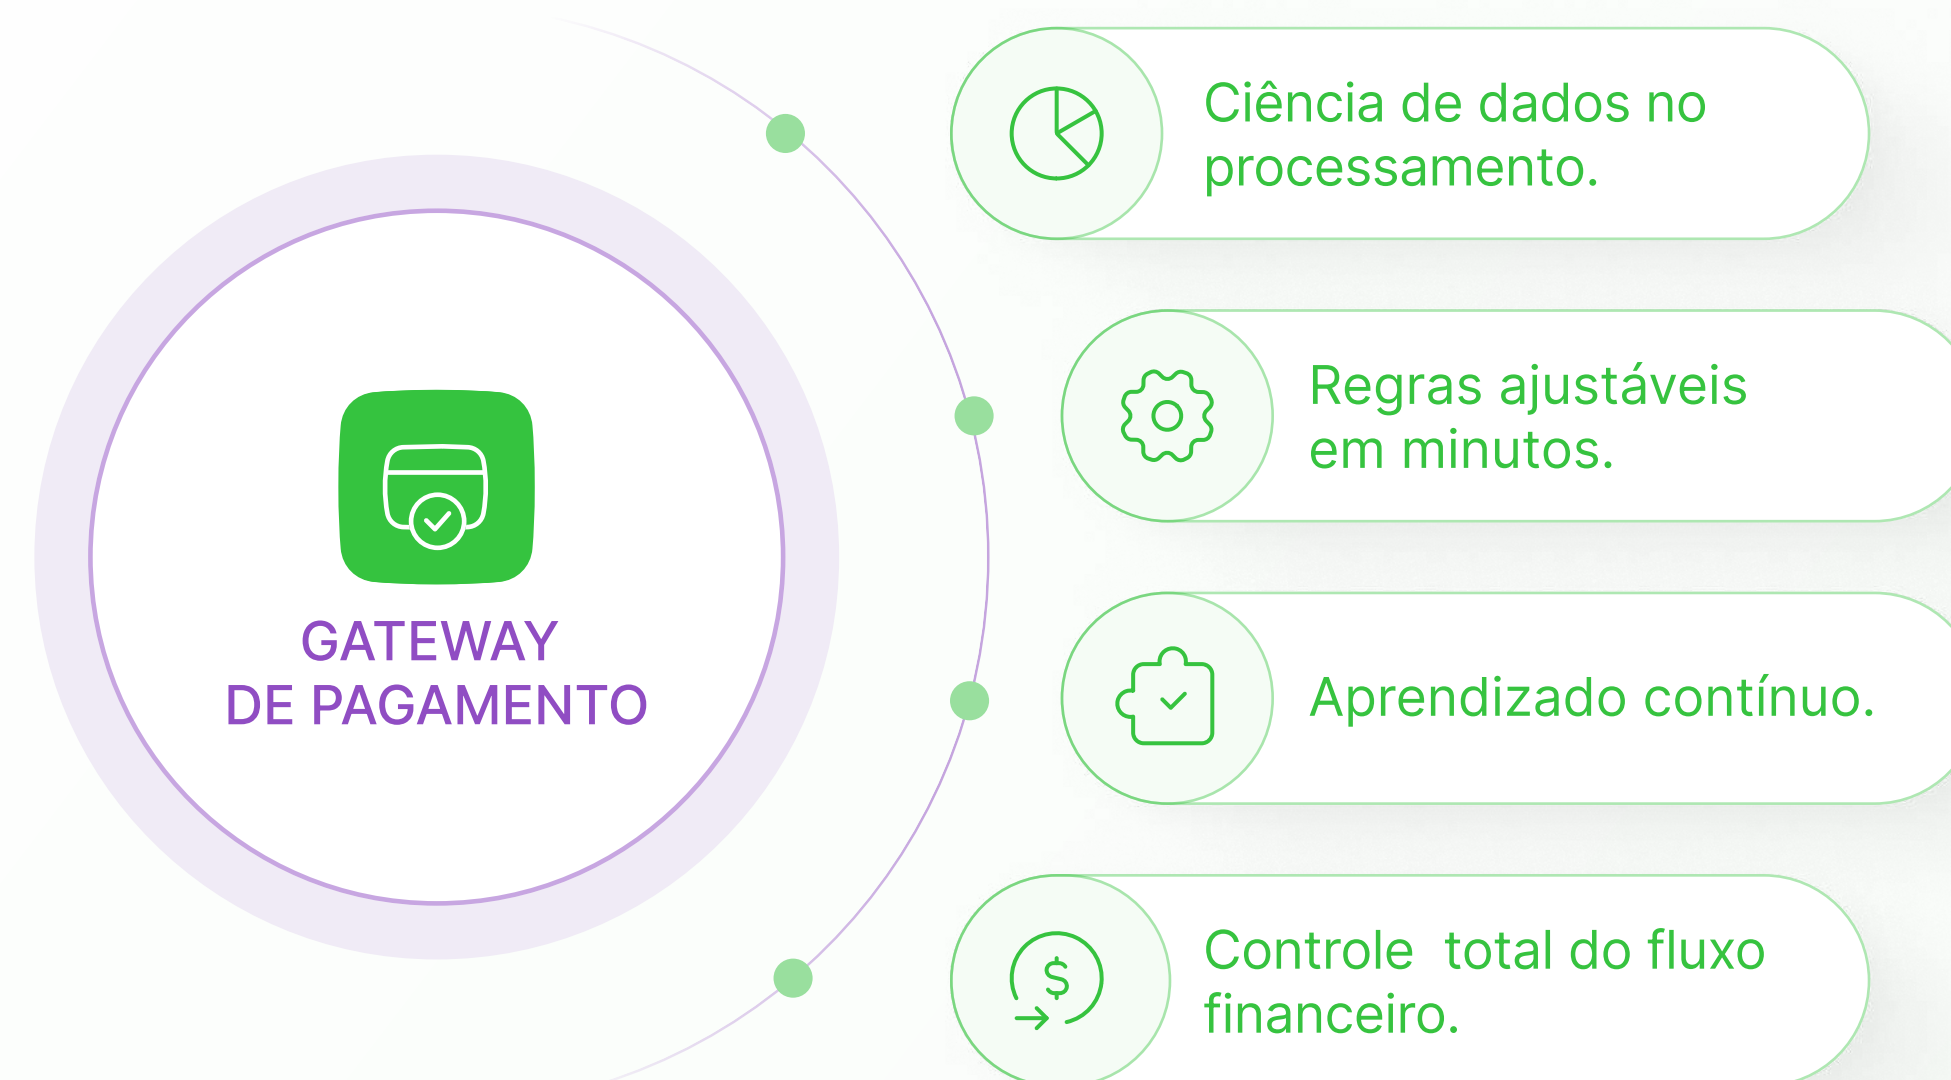 GATEWAY
DE PAGAMENTO
Ciência de dados no
processamento.
Regras ajustáveis
em minutos.
Aprendizado contínuo.
Controle  total do fluxo
financeiro.